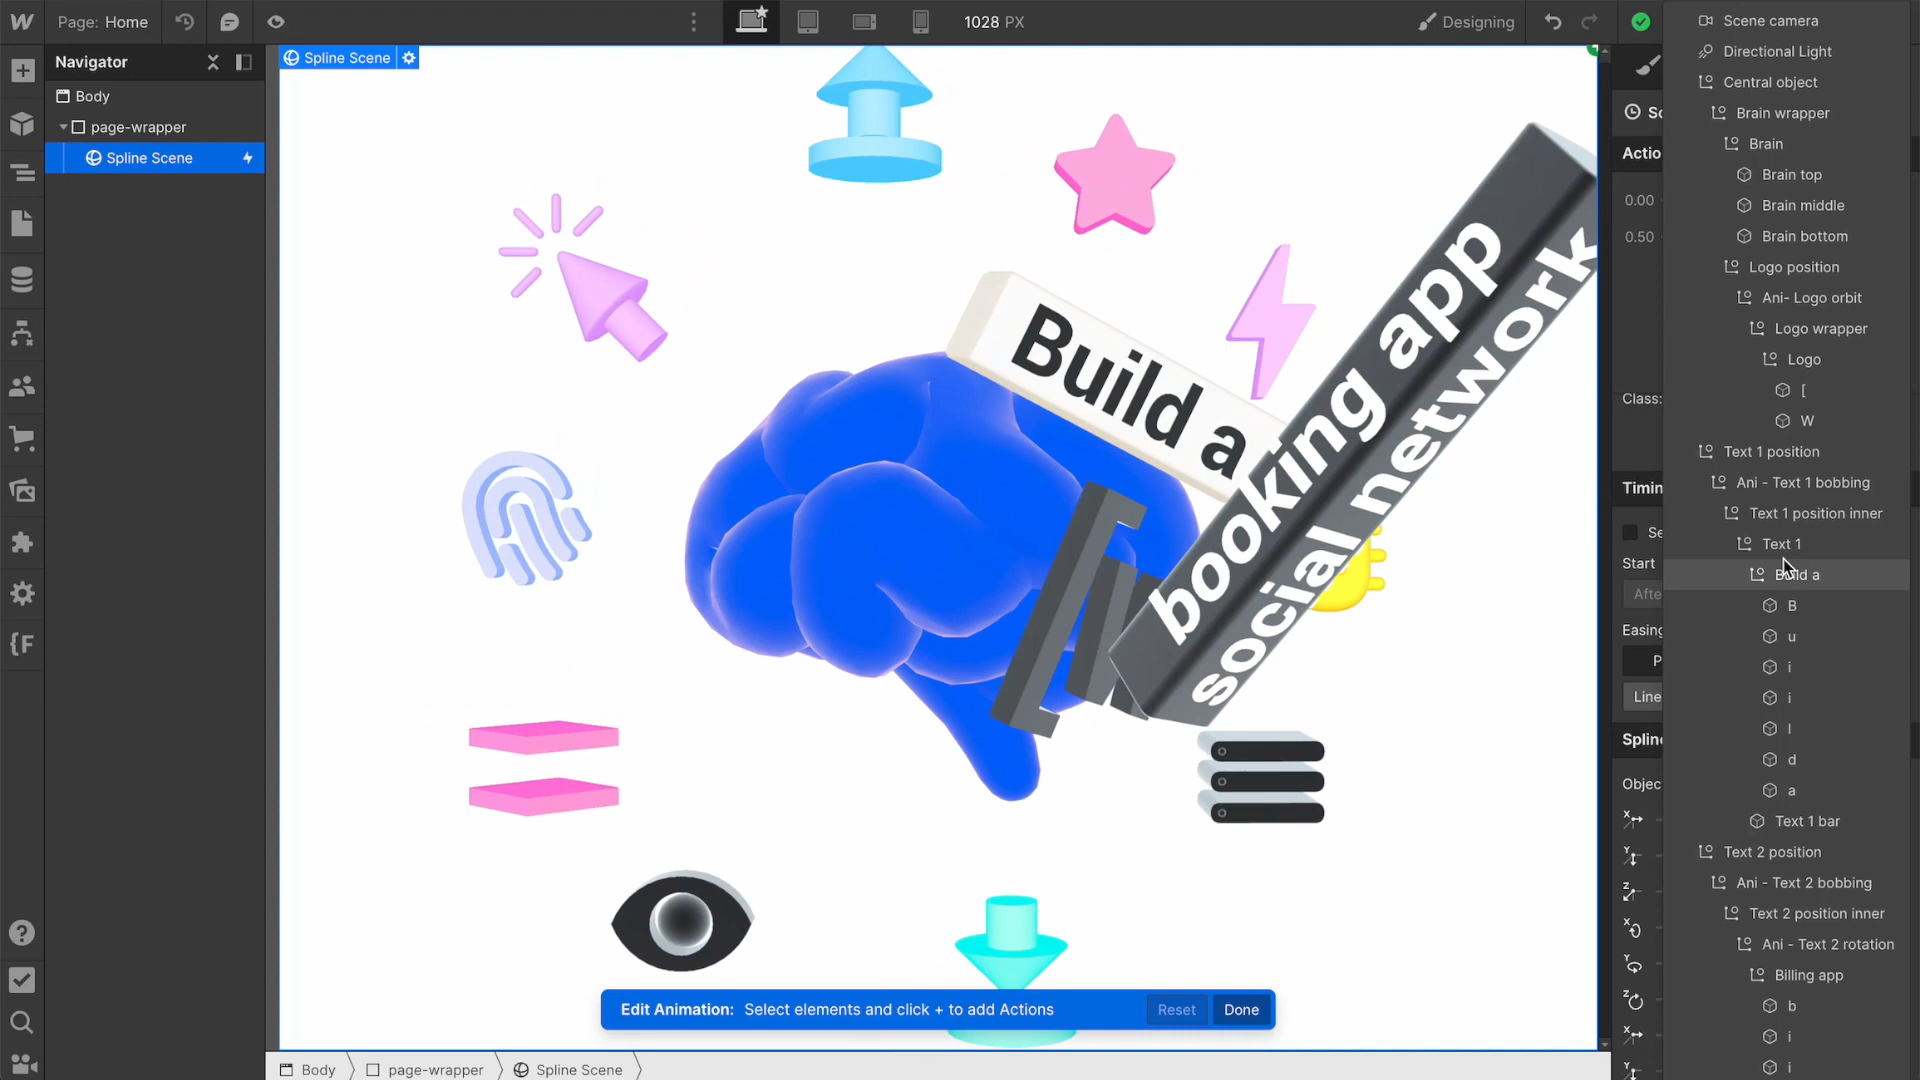 Page: Home
1028 PX
Designing
Navigator
Body
page-wrapper
Spline Scene
Spline Scene
Build a
booking app
social network
Edit Animation: Select elements and click + to add Actions
Reset
Done
Body
page-wrapper
Spline Scene
Actio
0.00
0.50
Class:
Timin
Se
Start
Afte
Easing
P
Line
Spline
Objec
Scene camera
Directional Light
Central object
Brain wrapper
Brain
Brain top
Brain middle
Brain bottom
Logo position
Ani- Logo orbit
Logo wrapper
Logo
[
W
Text 1 position
Ani - Text 1 bobbing
Text 1 position inner
Text 1
Build a
B
u
i
i
l
d
a
Text 1 bar
Text 2 position
Ani - Text 2 bobbing
Text 2 position inner
Ani - Text 2 rotation
Billing app
b
i
i